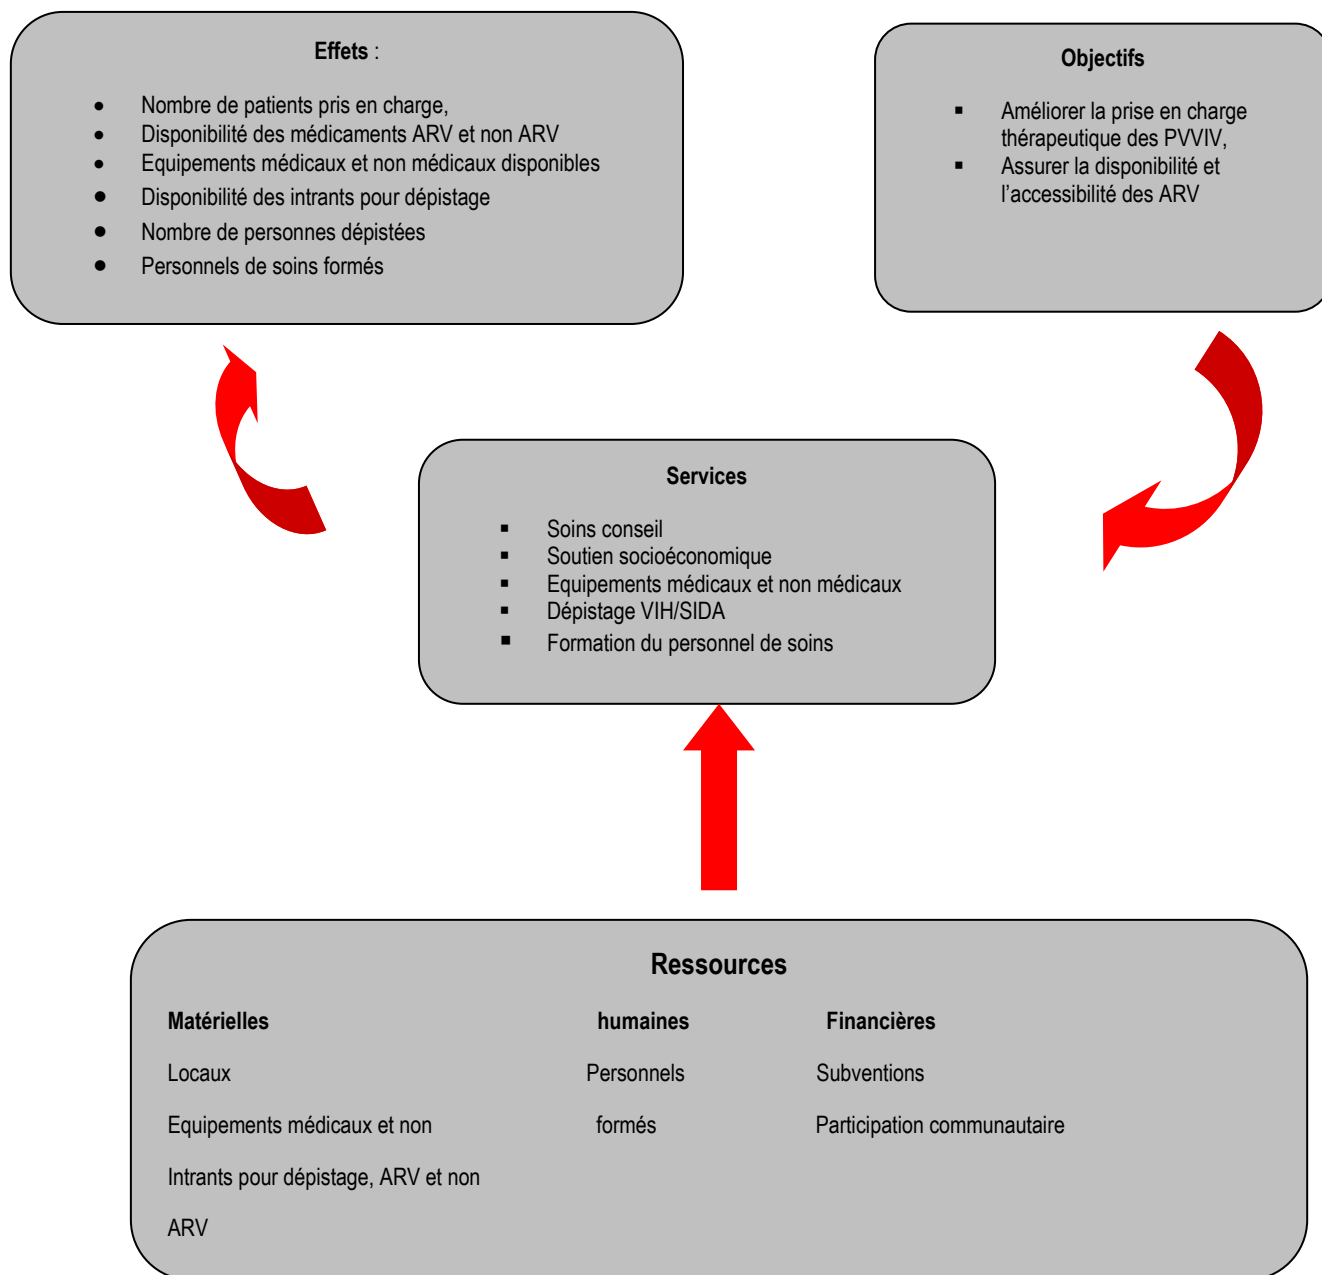 Effets :
• Nombre de patients pris en charge,
• Disponibilité des médicaments ARV et non ARV
• Equipements médicaux et non médicaux disponibles
• Disponibilité des intrants pour dépistage
• Nombre de personnes dépistées
• Personnels de soins formés
Objectifs
▪ Améliorer la prise en charge
thérapeutique des PVVIV,
▪ Assurer la disponibilité et
l’accessibilité des ARV
Services
▪ Soins conseil
▪ Soutien socioéconomique
▪ Equipements médicaux et non médicaux
▪ Dépistage VIH/SIDA
▪ Formation du personnel de soins
Ressources
Matérielles humaines Financières
Locaux Personnels Subventions
Equipements médicaux et non formés Participation communautaire
Intrants pour dépistage, ARV et non
ARV